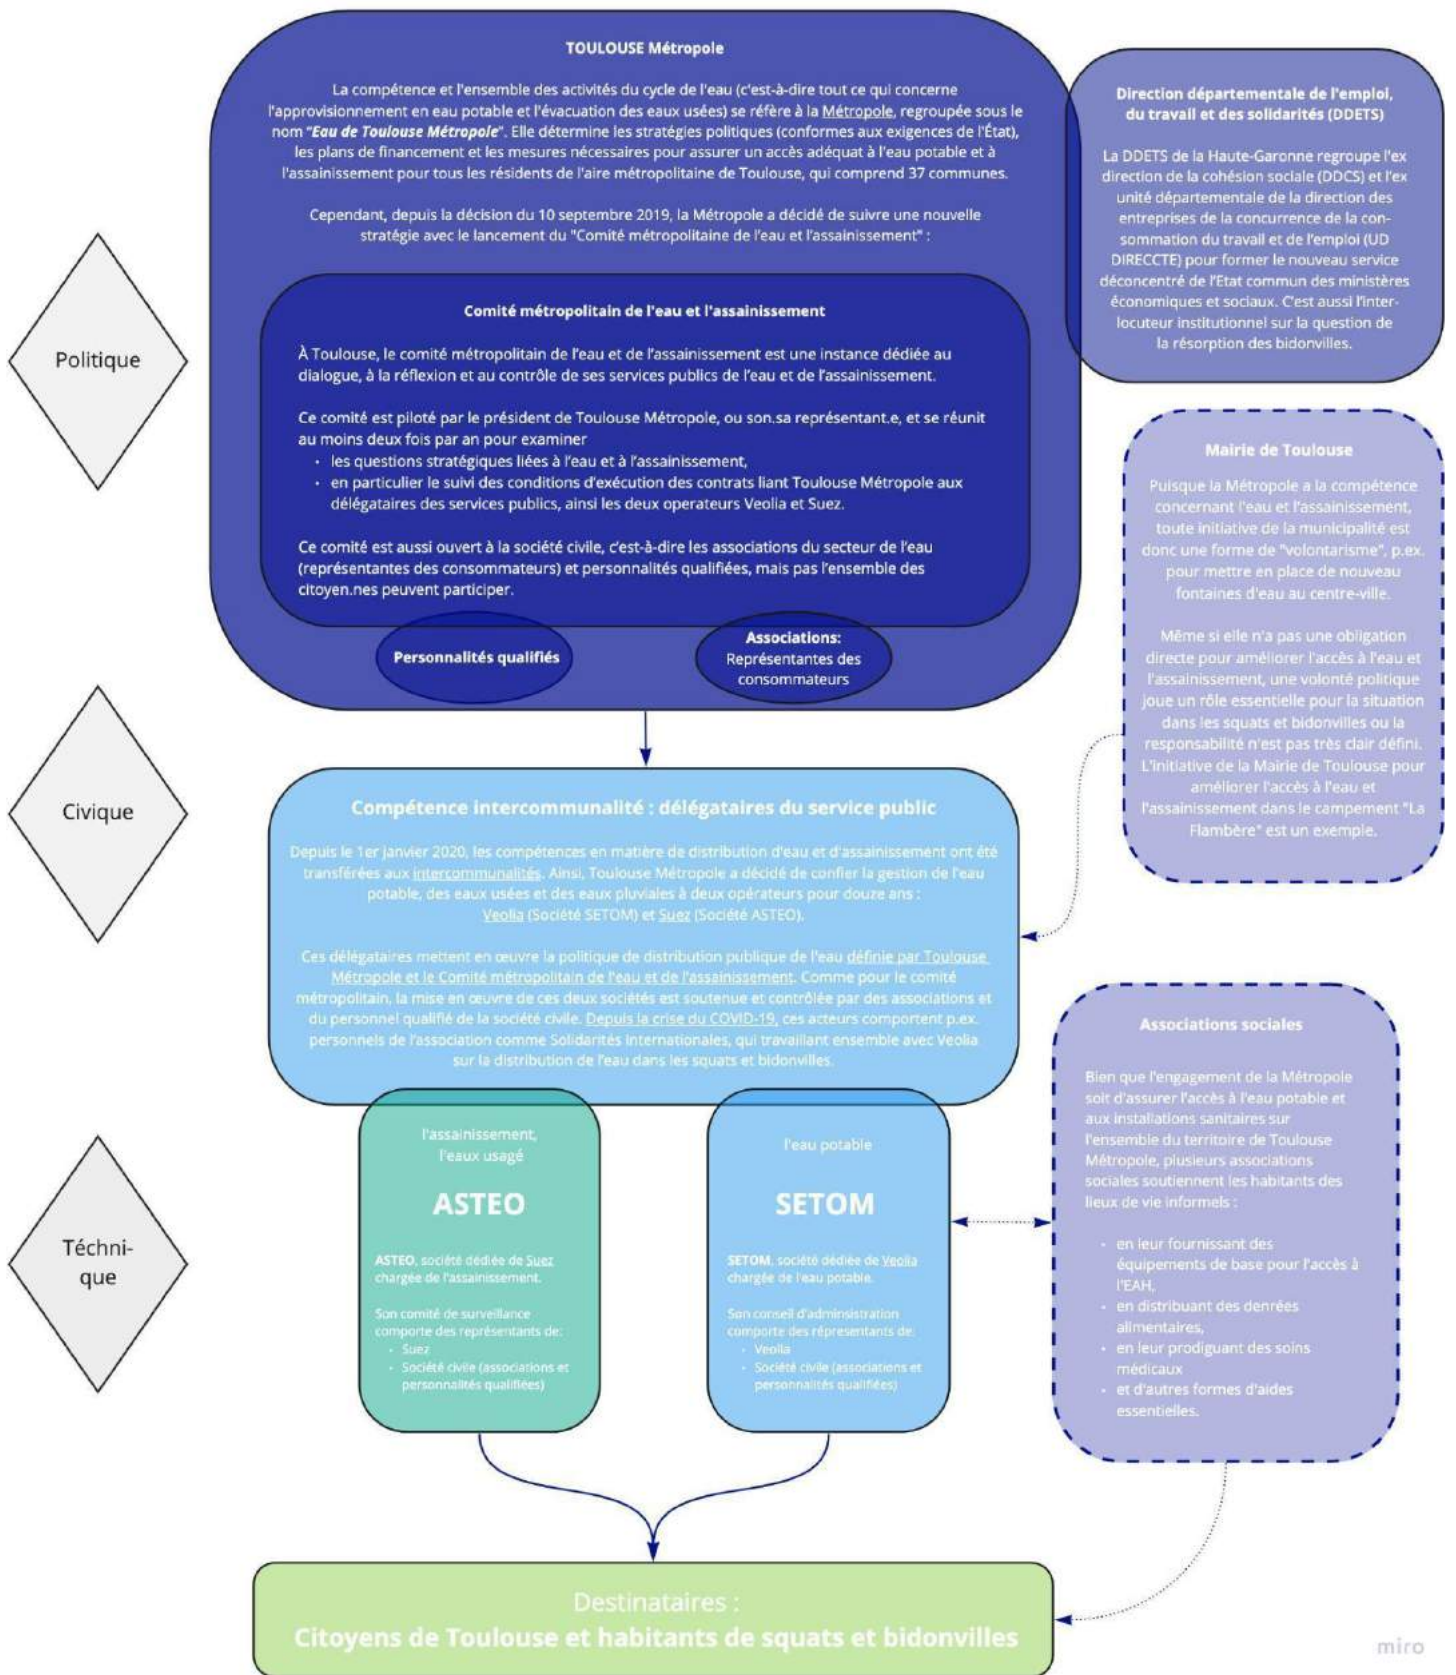 TOULOUSE Métropole
La compétence et l'ensemble des activités du cycle de l'eau (c'est-à-dire tout ce qui concerne
l'approvisionnement en eau potable et l'évacuation des eaux usées) se réfère à la Métropole, regroupée sous le
nom "Eau de Toulouse Métropole". Elle détermine les stratégies politiques (conformes aux exigences de l'État),
les plans de financement et les mesures nécessaires pour assurer un accès adéquat à l'eau potable et à
l'assainissement pour tous les résidents de l'aire métropolitaine de Toulouse, qui comprend 37 communes.
Cependant, depuis la décision du 10 septembre 2019, la Métropole a décidé de suivre une nouvelle
stratégie avec le lancement du "Comité métropolitaine de l'eau et l'assainissement" :
Comité métropolitain de l'eau et l'assainissement
À Toulouse, le comité métropolitain de l'eau et de l'assainissement est une instance dédiée au
dialogue, à la réflexion et au contrôle de ses services publics de l'eau et de l'assainissement.
Ce comité est piloté par le président de Toulouse Métropole, ou son.sa représentant.e, et se réunit
au moins deux fois par an pour examiner
• les questions stratégiques liées à l'eau et à l'assainissement,
• en particulier le suivi des conditions d'exécution des contrats liant Toulouse Métropole aux
délégataires des services publics, ainsi les deux operateurs Veolia et Suez.
Ce comité est aussi ouvert à la société civile, c'est-à-dire les associations du secteur de l'eau
(représentantes des consommateurs) et personnalités qualifiées, mais pas l'ensemble des
citoyen.nes peuvent participer.
Personnalités qualifiés
Associations:
Représentantes des
consommateurs
Direction départementale de l'emploi,
du travail et des solidarités (DDETS)
La DDETS de la Haute-Garonne regroupe l'ex
direction de la cohésion sociale (DDCS) et l'ex
unité départementale de la direction des
entreprises de la concurrence de la con-
sommation du travail et de l'emploi (UD
DIRECCTE) pour former le nouveau service
déconcentré de l'Etat commun des ministères
économiques et sociaux. C'est aussi l'inter-
locuteur institutionnel sur la question de
la résorption des bidonvilles.
Politique
Mairie de Toulouse
Puisque la Métropole a la compétence
concernant l'eau et l'assainissement,
toute initiative de la municipalité est
donc une forme de "volontarisme", p.ex.
pour mettre en place de nouveau
fontaines d'eau au centre-ville.
Même si elle n'a pas une obligation
directe pour améliorer l'accès à l'eau et
l'assainissement, une volonté politique
joue un rôle essentielle pour la situation
dans les squats et bidonvilles ou la
responsabilité n'est pas très clair défini.
L'initiative de la Mairie de Toulouse pour
améliorer l'accès à l'eau et
l'assainissement dans le campement "La
Flambère" est un exemple.
Civique
Compétence intercommunalité : délégataires du service public
Depuis le 1er janvier 2020, les compétences en matière de distribution d'eau et d'assainissement ont été
transférées aux intercommunalités. Ainsi, Toulouse Métropole a décidé de confier la gestion de l'eau
potable, des eaux usées et des eaux pluviales à deux opérateurs pour douze ans :
Veolia (Société SETOM) et Suez (Société ASTEO).
Ces délégataires mettent en œuvre la politique de distribution publique de l'eau définie par Toulouse
Métropole et le Comité métropolitain de l'eau et de l'assainissement. Comme pour le comité
métropolitain, la mise en œuvre de ces deux sociétés est soutenue et contrôlée par des associations et
du personnel qualifié de la société civile. Depuis la crise du COVID-19, ces acteurs comportent p.ex.
personnels de l'association comme Solidarités Internationales, qui travaillant ensemble avec Veolia
sur la distribution de l'eau dans les squats et bidonvilles.
Téchni-
que
l'assainissement,
l'eaux usagé
ASTEO
ASTEO, société dédiée de Suez
chargée de l'assainissement.
Son comité de surveillance
comporte des représentants de:
• Suez
• Société civile (associations et
personnalités qualifiées)
l'eau potable
SETOM
SETOM, société dédiée de Veolia
chargée de l'eau potable.
Son conseil d'adminsistration
comporte des répresentants de:
• Veolia
• Société civile (associations et
personnalités qualifiées)
Associations sociales
Bien que l'engagement de la Métropole
soit d'assurer l'accès à l'eau potable et
aux installations sanitaires sur
l'ensemble du territoire de Toulouse
Métropole, plusieurs associations
sociales soutiennent les habitants des
lieux de vie informels :
• en leur fournissant des
équipements de base pour l'accès à
l'EAH,
• en distribuant des denrées
alimentaires,
• en leur prodiguant des soins
médicaux
• et d'autres formes d'aides
essentielles.
Destinataires :
Citoyens de Toulouse et habitants de squats et bidonvilles
miro